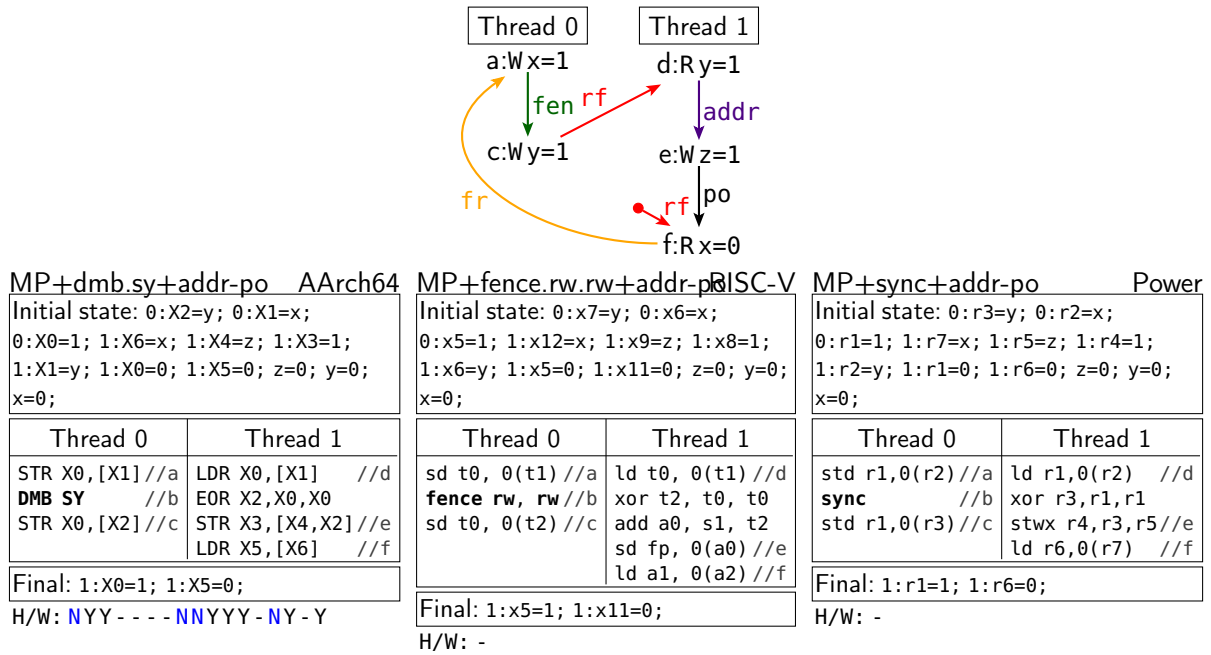 Thread 0 Thread 1
a:W x=1 d:R y=1
fen rf addr
c:W y=1 e:W z=1
fr rf po
f:R x=0
MP+dmb.sy+addr-po AArch64
Initial state: 0:X2=y; 0:X1=x;
0:X0=1; 1:X6=x; 1:X4=z; 1:X3=1;
1:X1=y; 1:X0=0; 1:X5=0; z=0; y=0;
x=0;
Thread 0 Thread 1
STR X0,[X1]//a LDR X0,[X1] //d
DMB SY //b EOR X2,X0,X0
STR X0,[X2]//c STR X3,[X4,X2]//e
LDR X5,[X6] //f
Final: 1:X0=1; 1:X5=0;
H/W: NYY----NNYYY-NY-Y
MP+fence.rw.rw+addr-po RISC-V
Initial state: 0:x7=y; 0:x6=x;
0:x5=1; 1:x12=x; 1:x9=z; 1:x8=1;
1:x6=y; 1:x5=0; 1:x11=0; z=0; y=0;
x=0;
Thread 0 Thread 1
sd t0, 0(t1)//a ld t0, 0(t1)//d
fence rw, rw//b xor t2, t0, t0
sd t0, 0(t2)//c add a0, s1, t2
sd fp, 0(a0)//e
ld a1, 0(a2)//f
Final: 1:x5=1; 1:x11=0;
H/W: -
MP+sync+addr-po Power
Initial state: 0:r3=y; 0:r2=x;
0:r1=1; 1:r7=x; 1:r5=z; 1:r4=1;
1:r2=y; 1:r1=0; 1:r6=0; z=0; y=0;
x=0;
Thread 0 Thread 1
std r1,0(r2)//a ld r1,0(r2) //d
sync //b xor r3,r1,r1
std r1,0(r3)//c stwx r4,r3,r5//e
ld r6,0(r7) //f
Final: 1:r1=1; 1:r6=0;
H/W: -